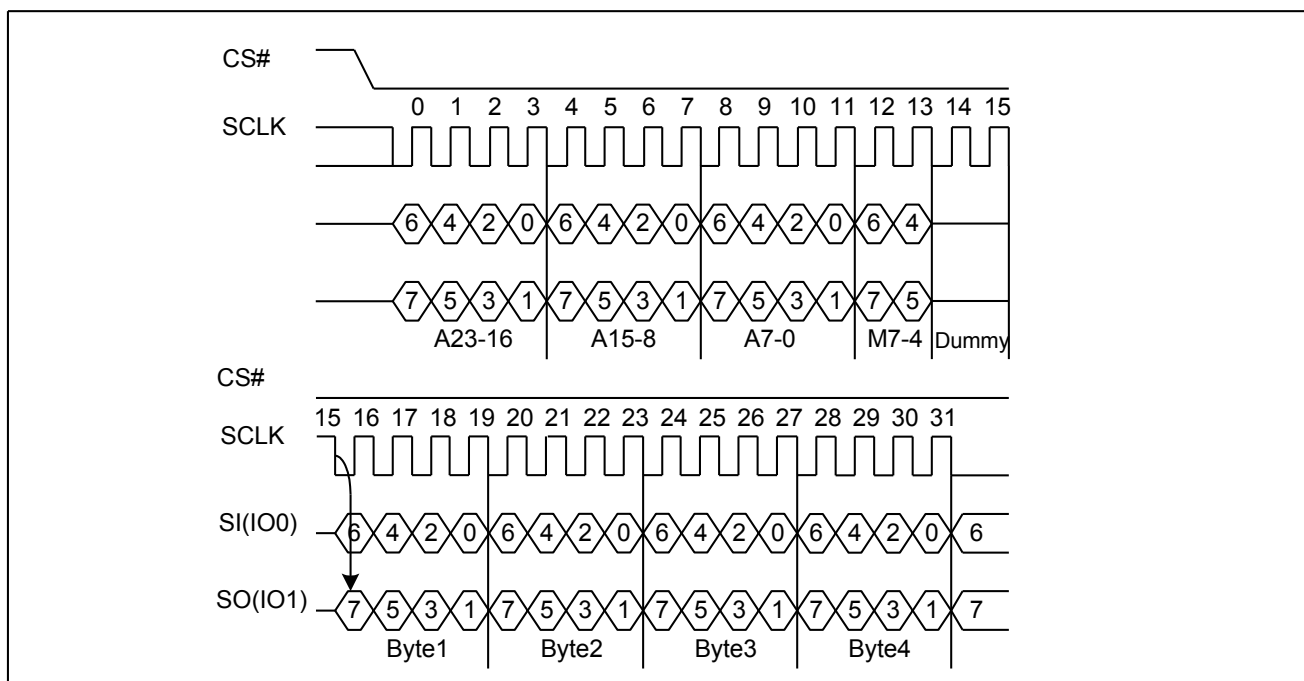 CS#
0 1 2 3 4 5 6 7 8 9 10 11 12 13 14 15
SCLK
6 4 2 0 6 4 2 0 6 4 2 0 6 4
7 5 3 1 7 5 3 1 7 5 3 1 7 5
A23-16 A15-8 A7-0 M7-4 Dummy
CS#
15 16 17 18 19 20 21 22 23 24 25 26 27 28 29 30 31
SCLK
SI(IO0) 6 4 2 0 6 4 2 0 6 4 2 0 6 4 2 0 6
SO(IO1) 7 5 3 1 7 5 3 1 7 5 3 1 7 5 3 1 7
Byte1 Byte2 Byte3 Byte4